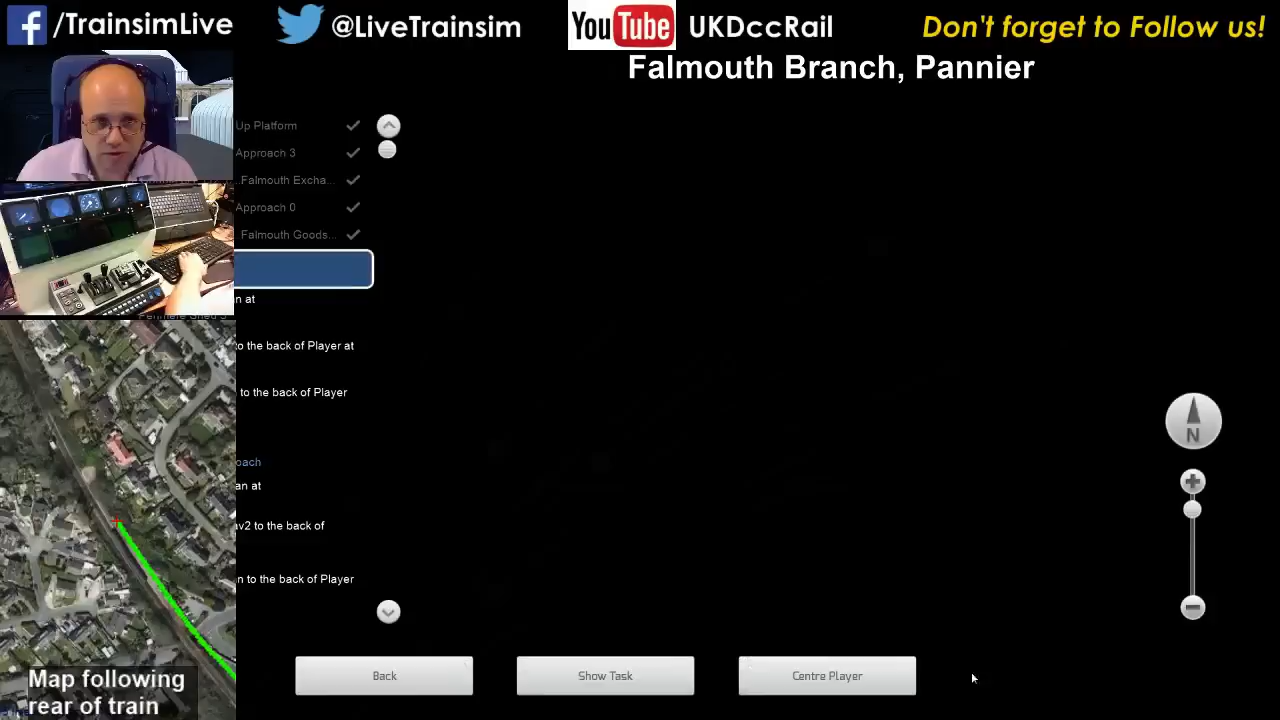 /TrainsimLive
@LiveTrainsim
YouTube
UKDccRail
Don't forget to Follow us!
Falmouth Branch, Pannier
Up Platform
Approach 3
...Falmouth Excha...
Approach 0
Falmouth Goods...
an at
o the back of Player at
to the back of Player
oach
an at
v2 to the back of
n to the back of Player
N
Back
Show Task
Centre Player
Map following
rear of train